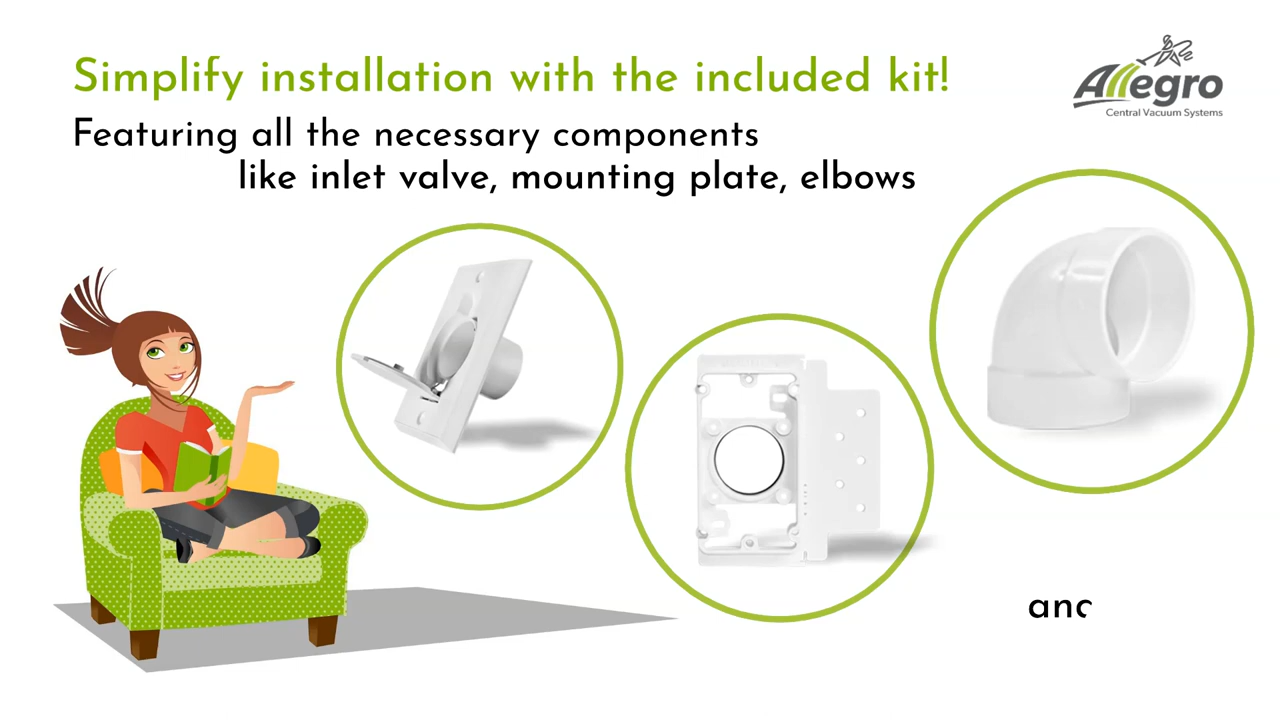 Simplify installation with the included kit!
Allegro
Central Vacuum Systems
Featuring all the necessary components
like inlet valve, mounting plate, elbows